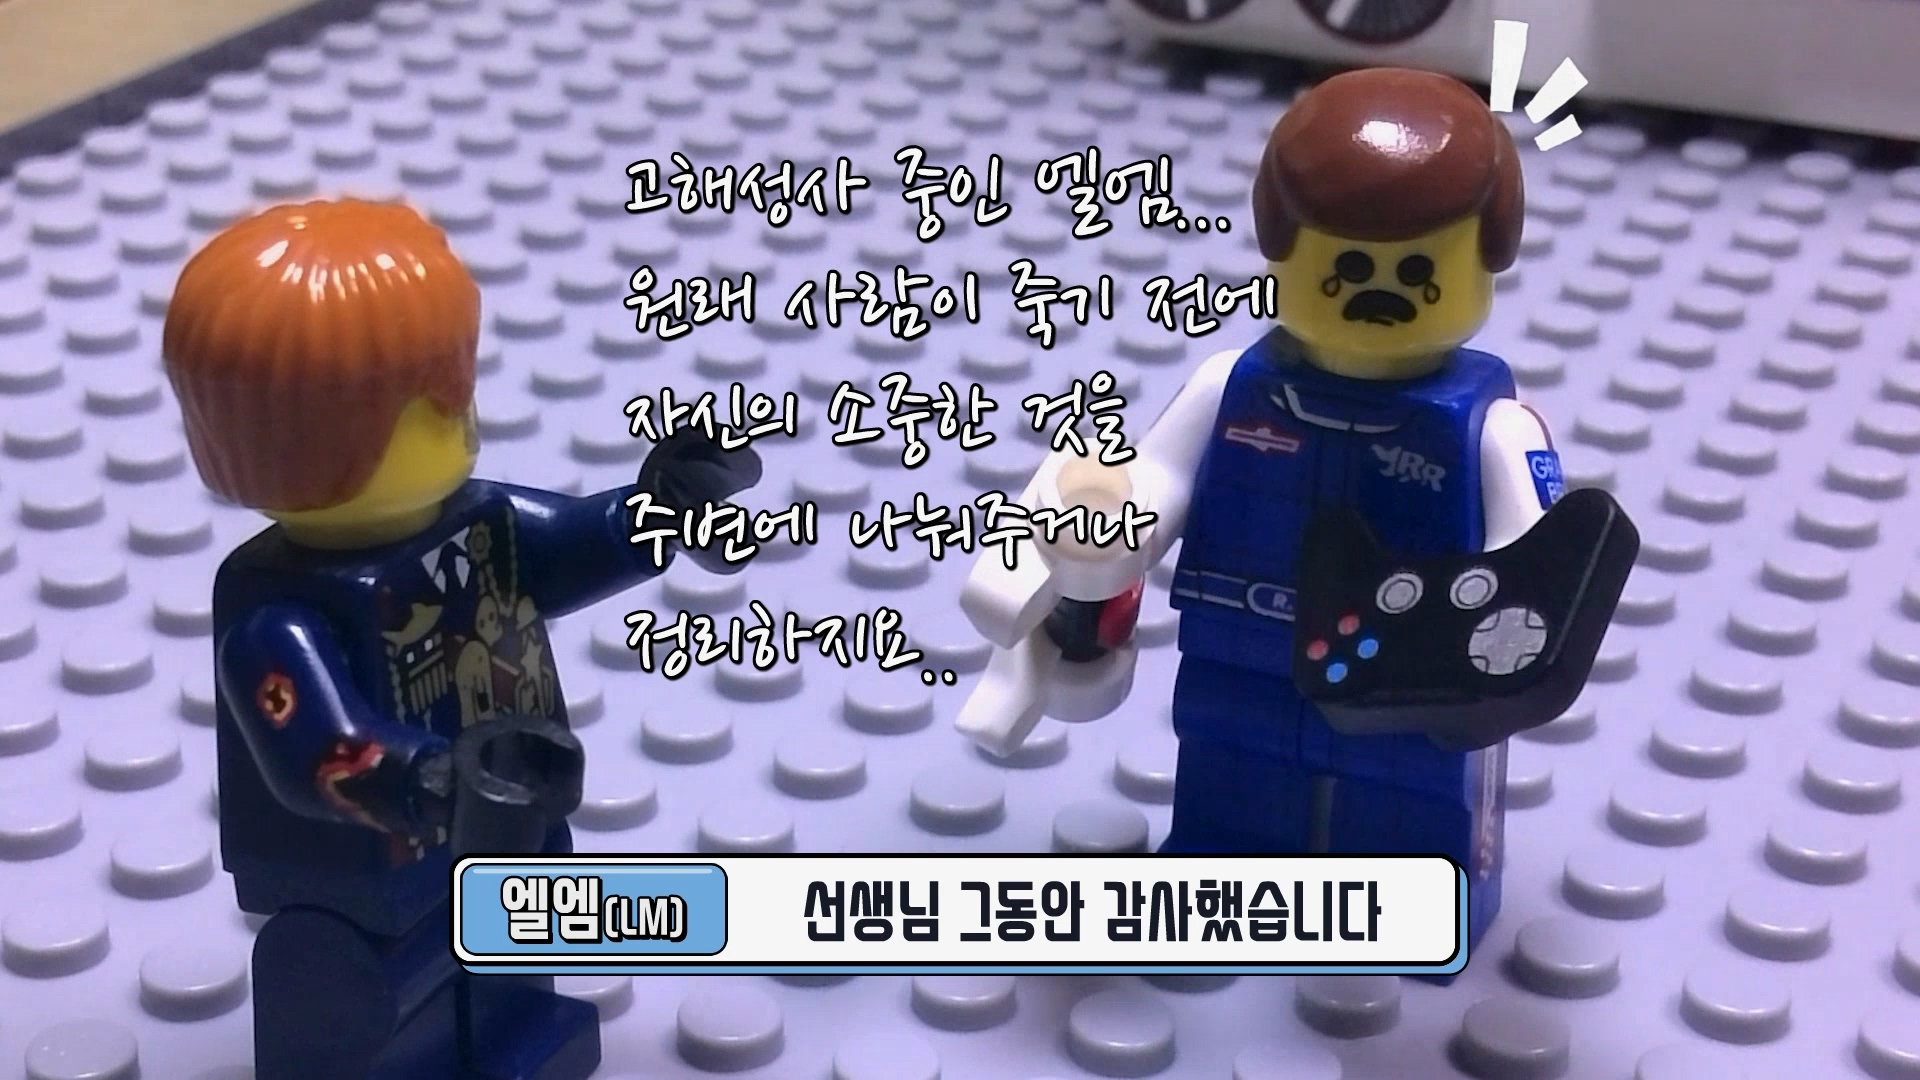 고해성사 중인 엘엠...
원래 사람이 죽기 전에
자신의 소중한 것을
주변에 나눠주거나
정리하지요..
JRR
GRA
R.
엘엠(LM) 선생님 그동안 감사했습니다